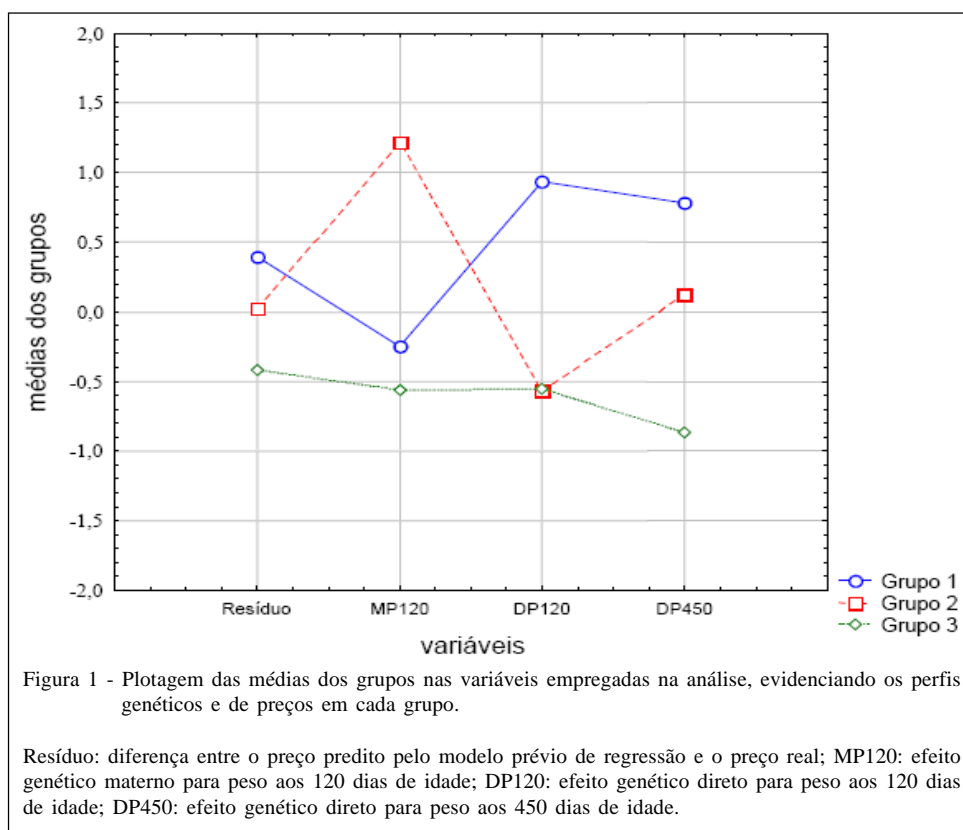 2,0
1,5
1,0
0,5
0,0
-0,5
-1,0
-1,5
-2,0
médias dos grupos
Resíduo MP120 DP120 DP450
variáveis
Grupo 1
Grupo 2
Grupo 3
Figura 1 - Plotagem das médias dos grupos nas variáveis empregadas na análise, evidenciando os perfis
genéticos e de preços em cada grupo.
Resíduo: diferença entre o preço predito pelo modelo prévio de regressão e o preço real; MP120: efeito
genético materno para peso aos 120 dias de idade; DP120: efeito genético direto para peso aos 120 dias
de idade; DP450: efeito genético direto para peso aos 450 dias de idade.